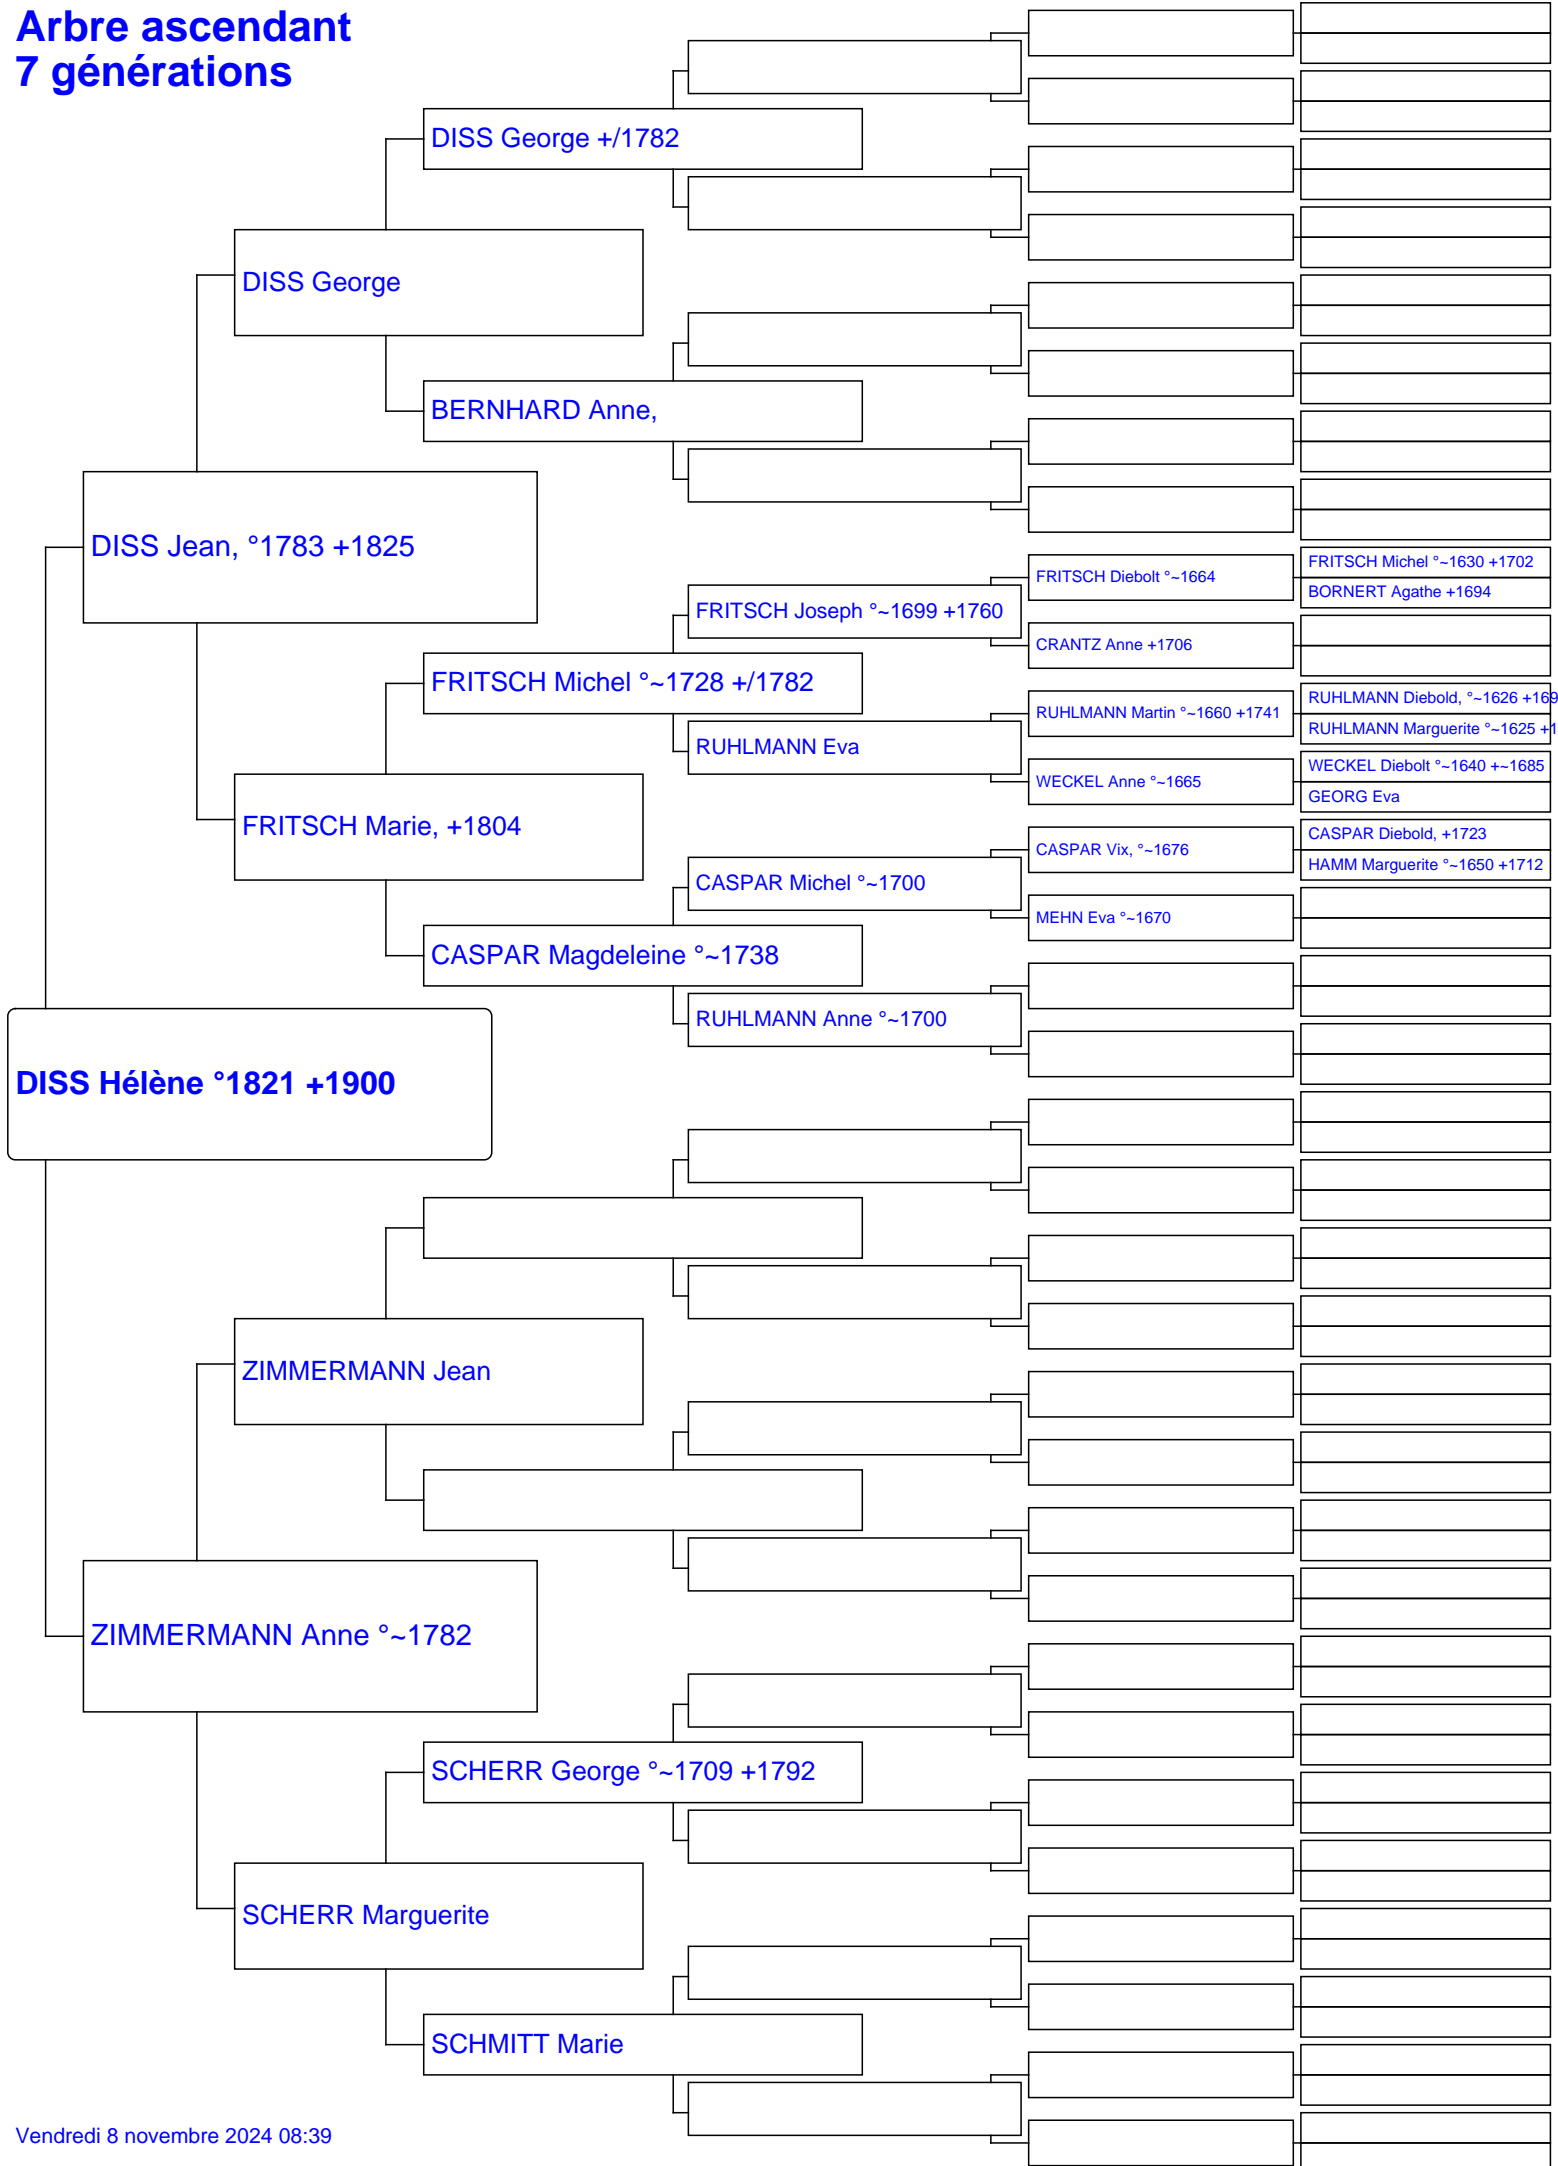 Arbre ascendant
7 générations
DISS George +/1782
DISS George
BERNHARD Anne,
DISS Jean, °1783 +1825
FRITSCH Michel °~1630 +1702
FRITSCH Diebolt °~1664
BORNERT Agathe +1694
FRITSCH Joseph °~1699 +1760
CRANTZ Anne +1706
FRITSCH Michel °~1728 +/1782
RUHLMANN Diebold, °~1626 +169
RUHLMANN Martin °~1660 +1741
RUHLMANN Marguerite °~1625 +1
RUHLMANN Eva
WECKEL Diebolt °~1640 +~1685
WECKEL Anne °~1665
GEORG Eva
FRITSCH Marie, +1804
CASPAR Diebold, +1723
CASPAR Vix, °~1676
HAMM Marguerite °~1650 +1712
CASPAR Michel °~1700
MEHN Eva °~1670
CASPAR Magdeleine °~1738
RUHLMANN Anne °~1700
DISS Hélène °1821 +1900
ZIMMERMANN Jean
ZIMMERMANN Anne °~1782
SCHERR George °~1709 +1792
SCHERR Marguerite
SCHMITT Marie
Vendredi 8 novembre 2024 08:39